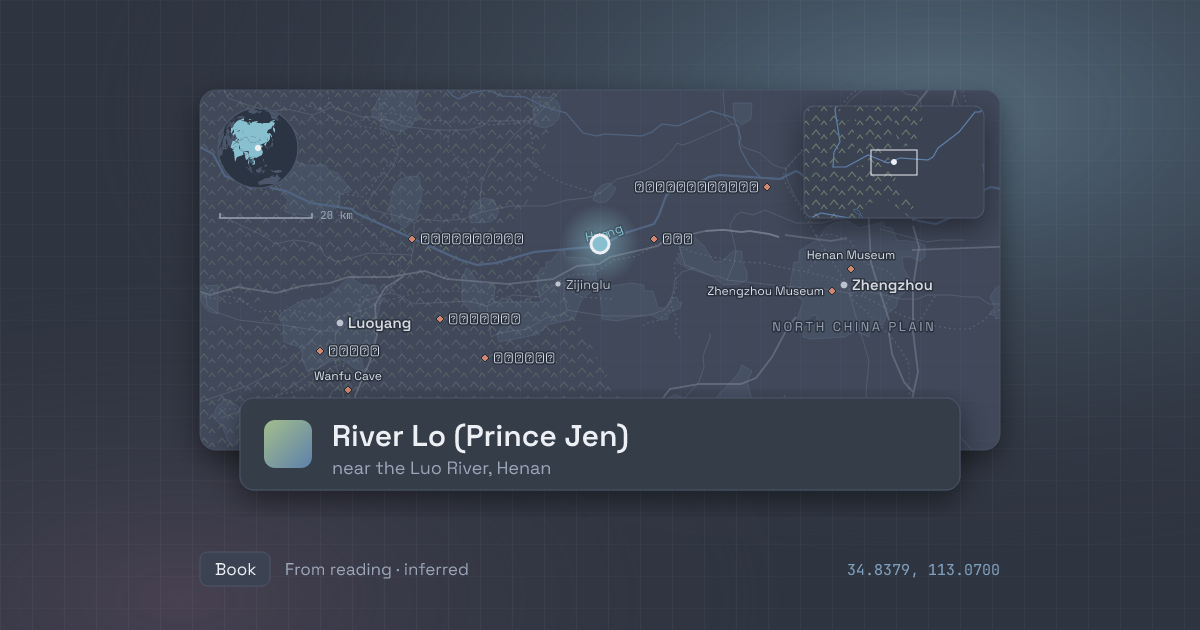 20 km
Huang
Henan Museum
Zijinglu
Zhengzhou Museum
Zhengzhou
Luoyang
NORTH CHINA PLAIN
Wanfu Cave
River Lo (Prince Jen)
near the Luo River, Henan
Book
From reading · inferred
34.8379, 113.0700